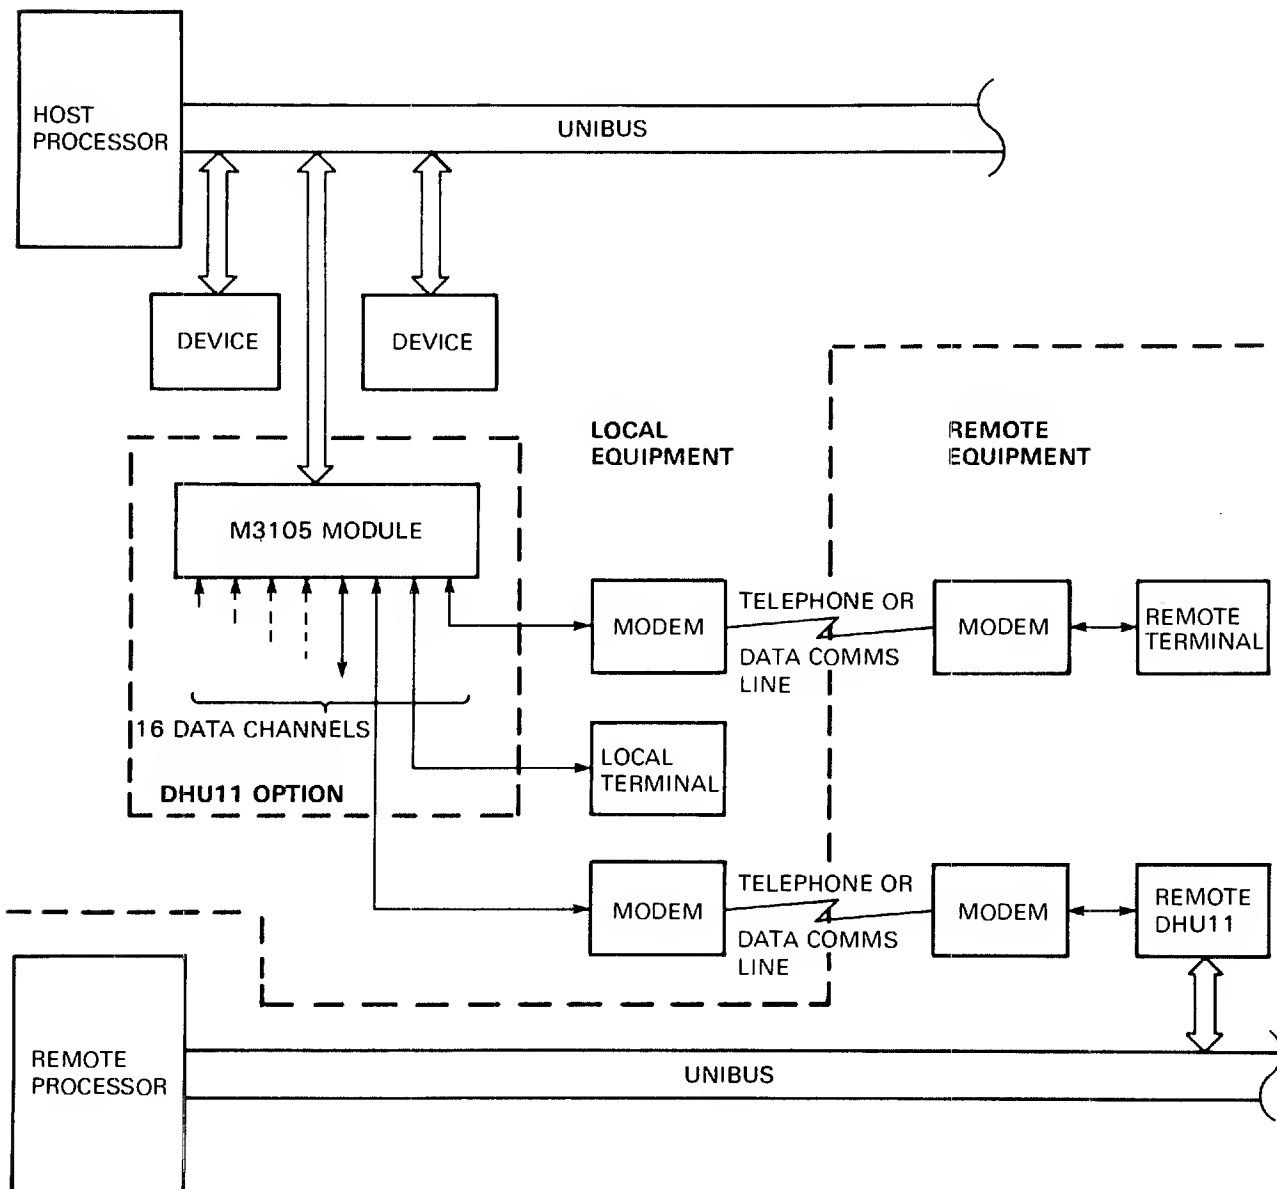 HOST
PROCESSOR
UNIBUS
DEVICE
DEVICE
LOCAL
EQUIPMENT
REMOTE
EQUIPMENT
M3105 MODULE
MODEM
TELEPHONE OR
DATA COMMS
LINE
MODEM
REMOTE
TERMINAL
16 DATA CHANNELS
LOCAL
TERMINAL
DHU11 OPTION
MODEM
TELEPHONE OR
DATA COMMS
LINE
MODEM
REMOTE
DHU11
REMOTE
PROCESSOR
UNIBUS